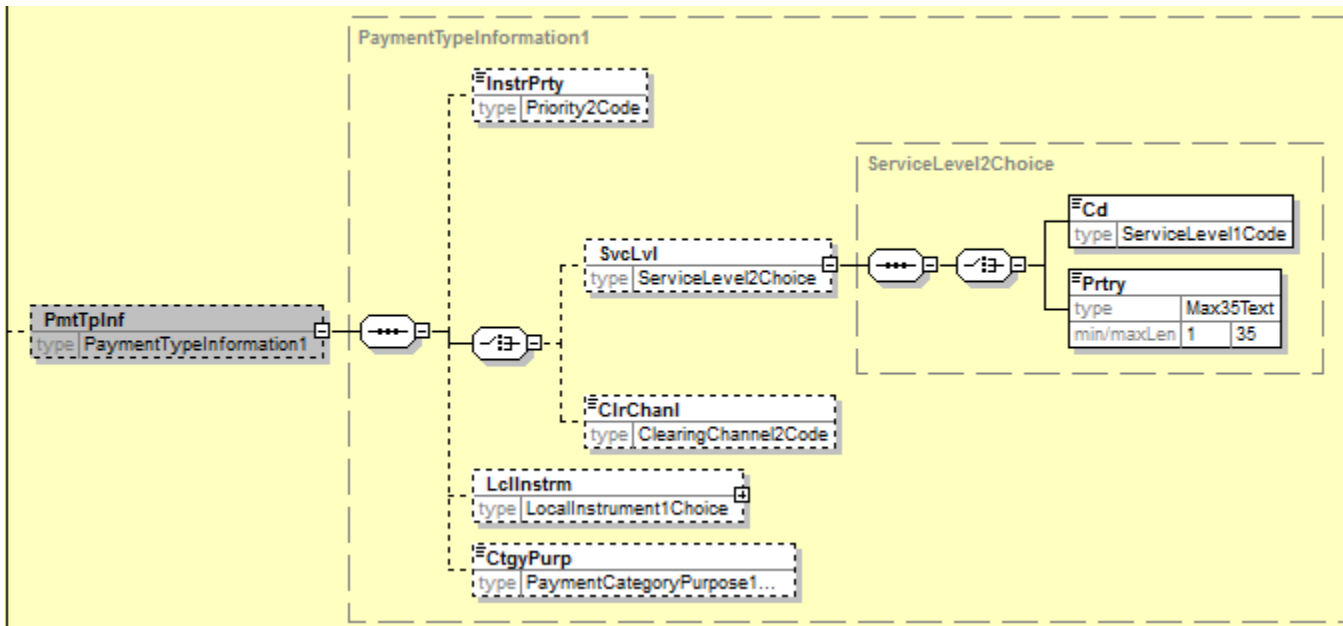 PaymentTypeInformation1
InstrPrty
type Priority2Code
ServiceLevel2Choice
Cd
type ServiceLevel1Code
SvcLvl
type ServiceLevel2Choice
Prtry
type Max35Text
min/maxLen 1 35
PmtTpInf
type PaymentTypeInformation1
ClrChanl
type ClearingChannel2Code
LclInstrm
type LocalInstrument1Choice
CtgyPurp
type PaymentCategoryPurpose1...